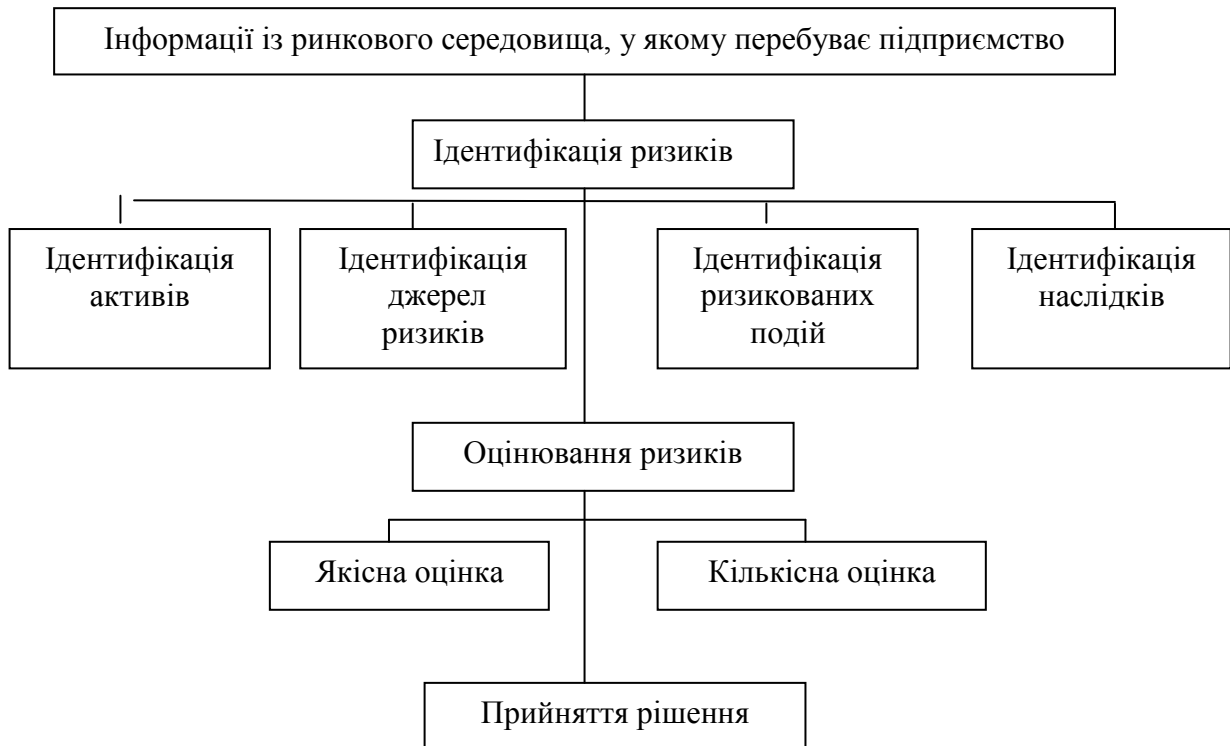 Інформації із ринкового середовища, у якому перебуває підприємство
Ідентифікація ризиків
Ідентифікація
активів
Ідентифікація
джерел
ризиків
Ідентифікація
ризикованих
подій
Ідентифікація
наслідків
Оцінювання ризиків
Якісна оцінка
Кількісна оцінка
Прийняття рішення